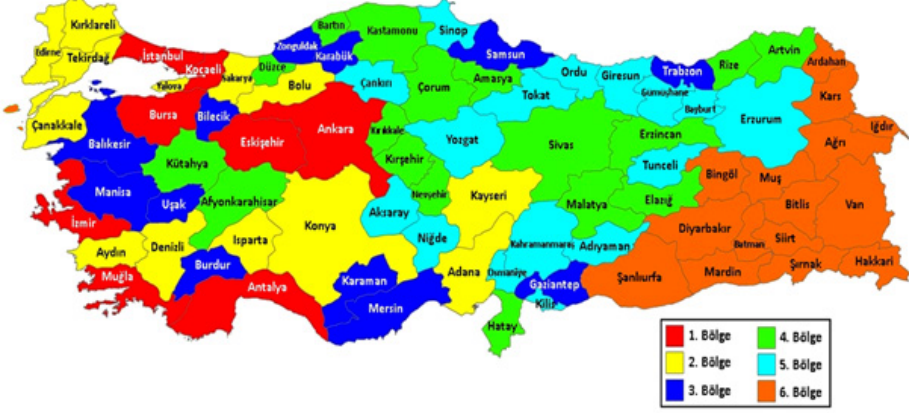 Kırklareli
Edirne
Tekirdağ
İstanbul
Kocaeli
Yalova
Sakarya
Düzce
Bolu
Zonguldak
Bartın
Karabük
Kastamonu
Sinop
Samsun
Çankırı
Çorum
Amasya
Tokat
Ordu
Giresun
Trabzon
Gümüşhane
Bayburt
Rize
Artvin
Ardahan
Kars
Iğdır
Ağrı
Erzurum
Erzincan
Çanakkale
Balıkesir
Bursa
Bilecik
Eskişehir
Ankara
Kırıkkale
Kırşehir
Yozgat
Sivas
Tunceli
Bingöl
Muş
Bitlis
Van
Kütahya
Manisa
Uşak
Afyonkarahisar
İzmir
Aydın
Denizli
Isparta
Konya
Aksaray
Nevşehir
Kayseri
Niğde
Malatya
Elazığ
Diyarbakır
Batman
Siirt
Şırnak
Hakkari
Mardin
Şanlıurfa
Adıyaman
Kahramanmaraş
Muğla
Burdur
Antalya
Karaman
Mersin
Adana
Osmaniye
Gaziantep
Kilis
Hatay
1. Bölge
2. Bölge
3. Bölge
4. Bölge
5. Bölge
6. Bölge